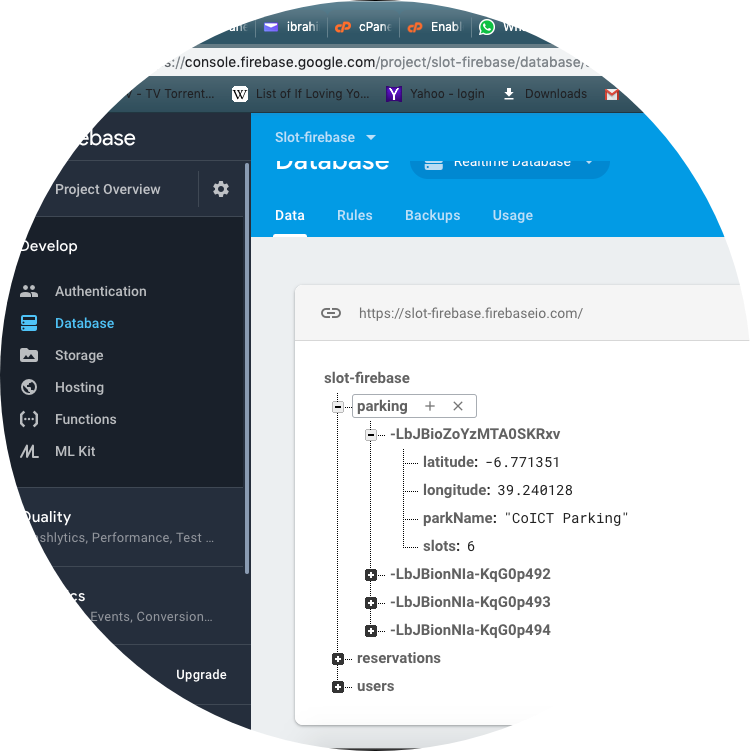 ibrahi cPane Enabl
://console.firebase.google.com/project/slot-firebase/database/
- TV Torrent... List of If Loving Yo... Yahoo - login Downloads
ebase
Slot-firebase
Database Realtime Database
Project Overview
Data Rules Backups Usage
Develop
Authentication
Database
Storage
Hosting
Functions
ML Kit
https://slot-firebase.firebaseio.com/
slot-firebase
parking
-LbJBioZoYzMTA0SKRxv
latitude: -6.771351
longitude: 39.240128
parkName: "CoICT Parking"
slots: 6
-LbJBionNIa-KqG0p492
-LbJBionNIa-KqG0p493
-LbJBionNIa-KqG0p494
reservations
users
Quality
ashlytics, Performance, Test ...
cs
Events, Conversion...
Upgrade